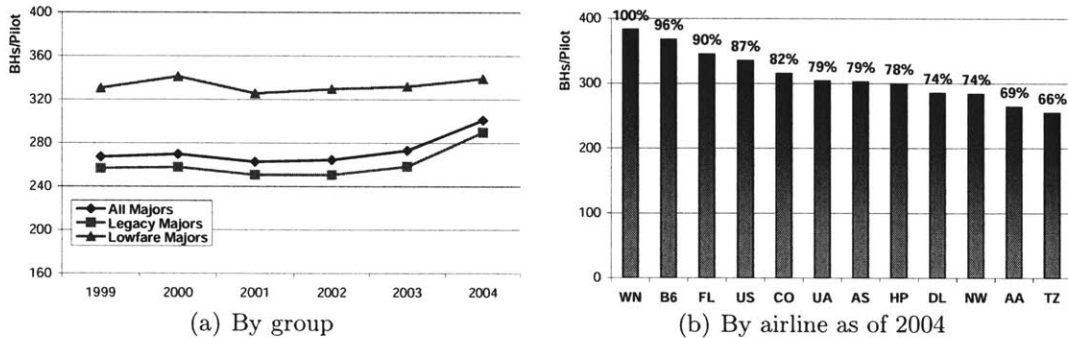 BHs/Pilot
400
360
320
280
240
200
160
All Majors
Legacy Majors
Lowfare Majors
1999 2000 2001 2002 2003 2004
(a) By group
BHs/Pilot
400
300
200
100
0
100% 96% 90% 87% 82% 79% 79% 78% 74% 74% 69% 66%
WN B6 FL US CO UA AS HP DL NW AA TZ
(b) By airline as of 2004